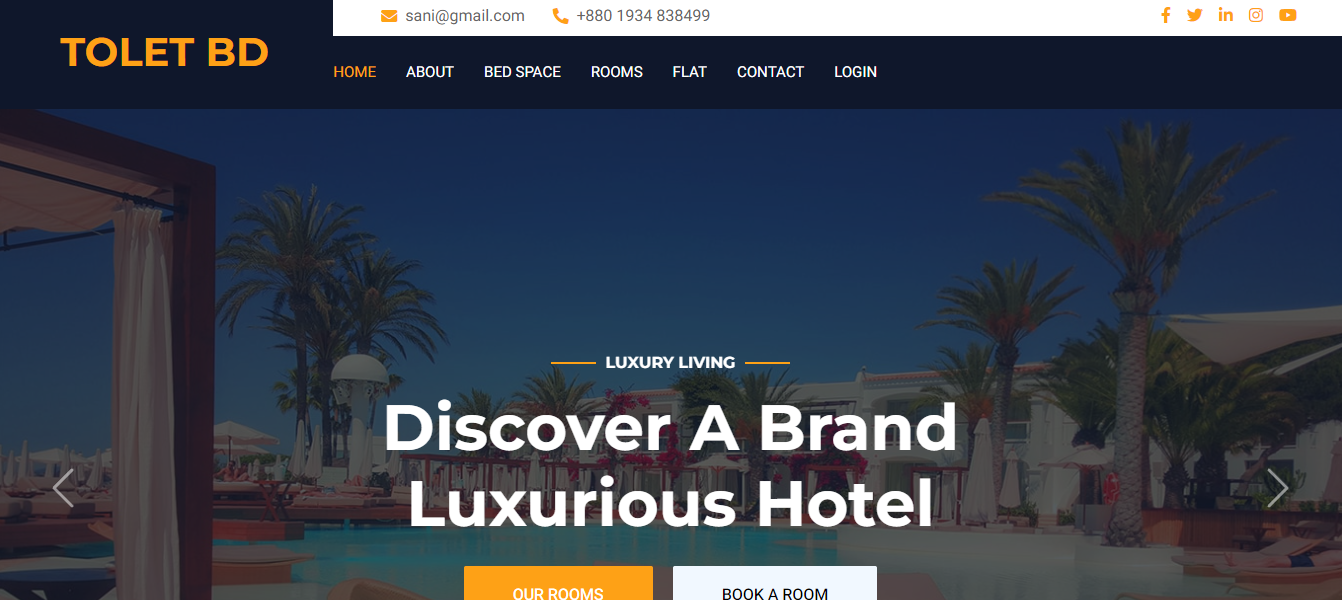 TOLET BD
sani@gmail.com +880 1934 838499
HOME ABOUT BED SPACE ROOMS FLAT CONTACT LOGIN
LUXURY LIVING
Discover A Brand
Luxurious Hotel
OUR ROOMS BOOK A ROOM